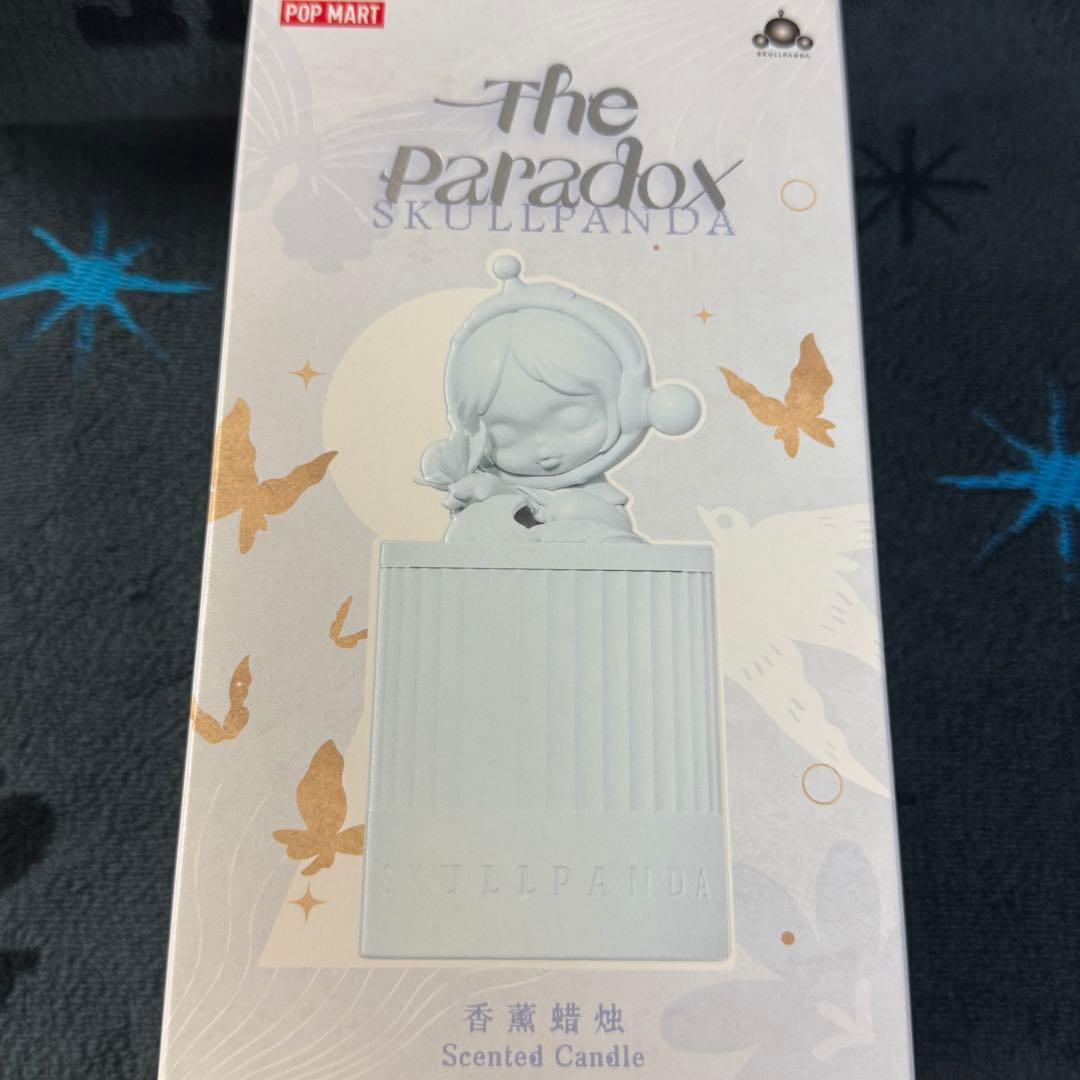 POP MART
SKULLPANDA
The
Paradox
SKULLPANDA
SKULLPANDA
香薰蜡烛
Scented Candle